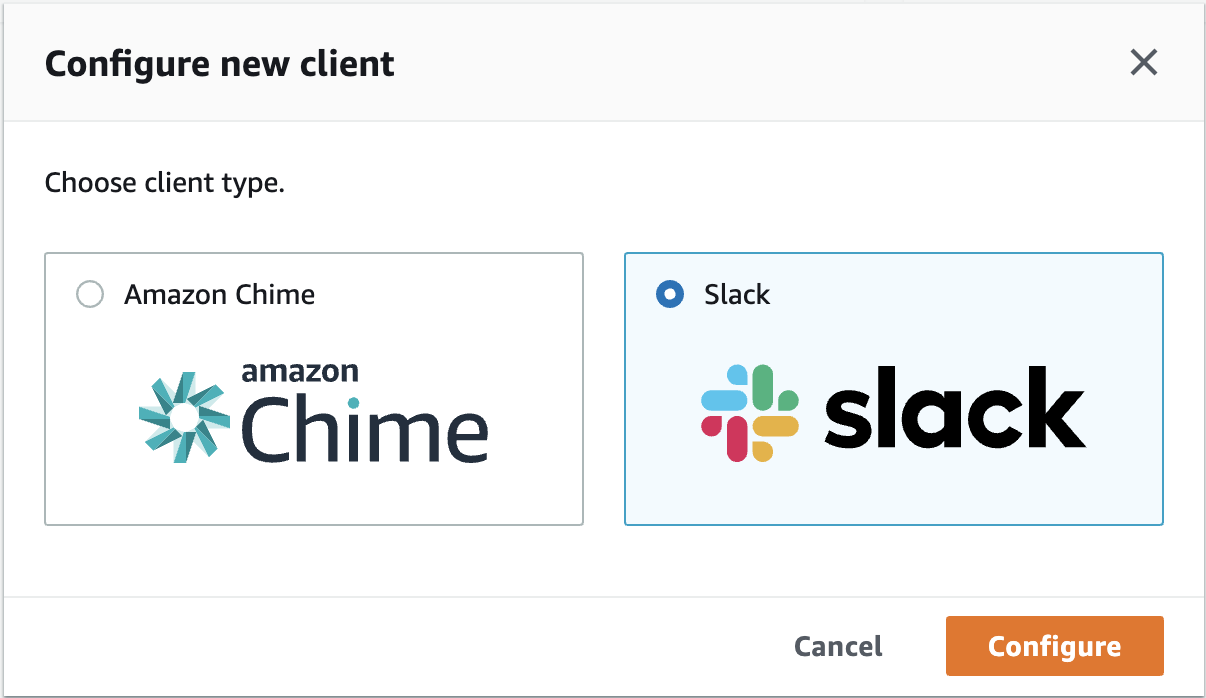 Configure new client
Choose client type.
Amazon Chime
amazon
Chime
Slack
slack
Cancel
Configure